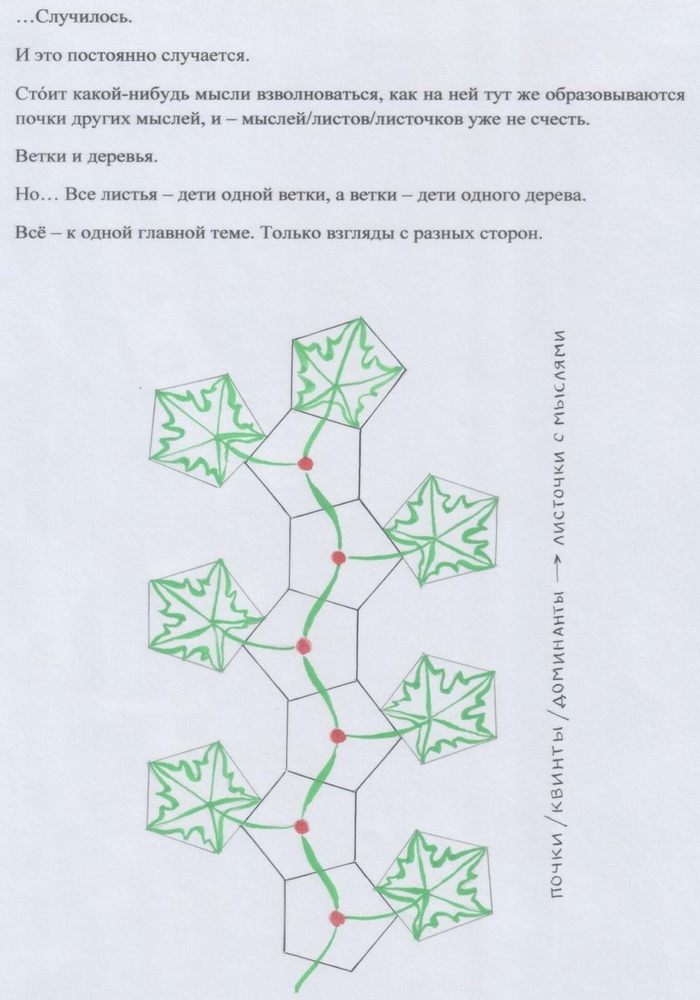 …Случилось.
И это постоянно случается.
Сто́ит какой-нибудь мысли взволноваться, как на ней тут же образовываются
почки других мыслей, и – мыслей/листов/листочков уже не счесть.
Ветки и деревья.
Но… Все листья – дети одной ветки, а ветки – дети одного дерева.
Всё – к одной главной теме. Только взгляды с разных сторон.
ПОЧКИ / КВИНТЫ / ДОМИНАНТЫ → ЛИСТОЧКИ С МЫСЛЯМИ